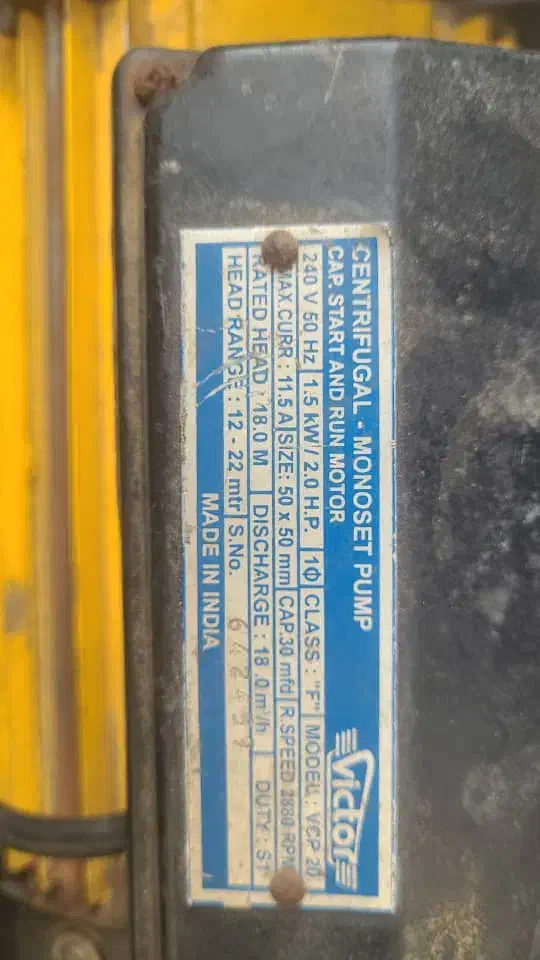 CENTRIFUGAL - MONOSET PUMP
CAP. START AND RUN MOTOR
Victor
240 V 50 Hz 1.5 kW / 2.0 H.P. 1Φ CLASS : "F" MODEL : VCP 20
MAX.CURR : 11.5 A SIZE: 50 x 50 mm CAP.30 mfd R.SPEED 2880 RPM
RATED HEAD : 18.0 M DISCHARGE : 18 .0 m³/h DUTY : S1
HEAD RANGE : 12 - 22 mtr S.No.
MADE IN INDIA